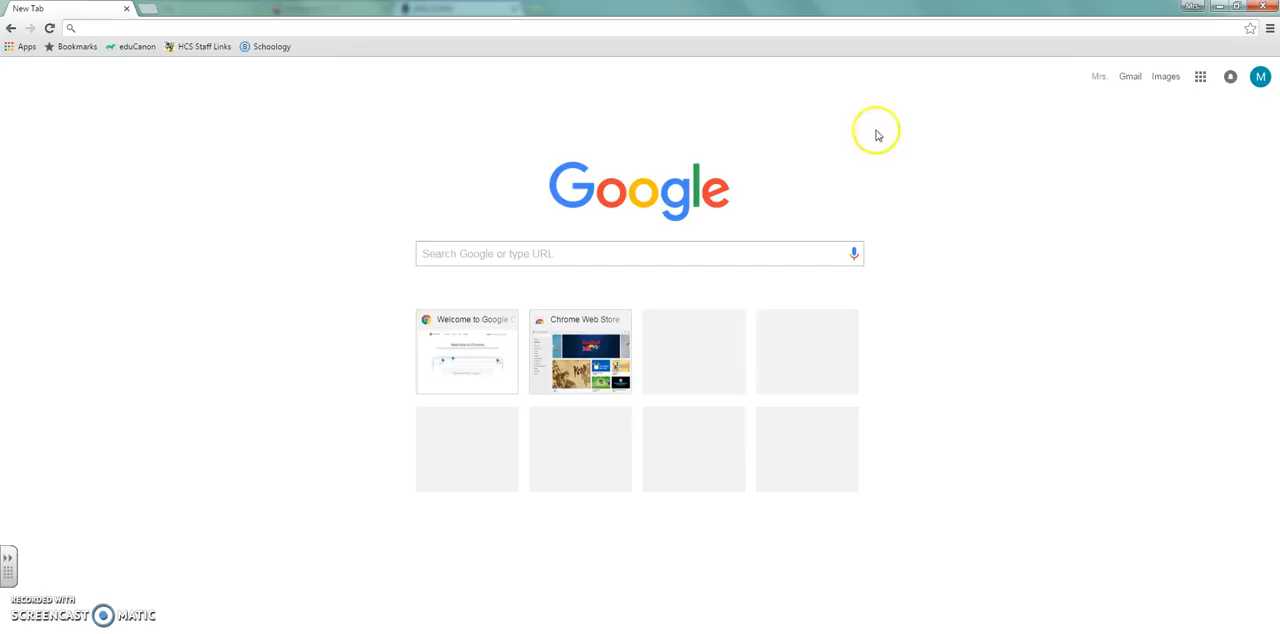 New Tab
Mrs.
Apps Bookmarks eduCanon HCS Staff Links Schoology
Mrs. Gmail Images M
Google
Search Google or type URL
Welcome to Google C
Chrome Web Store
RECORDED WITH
SCREENCAST MATIC